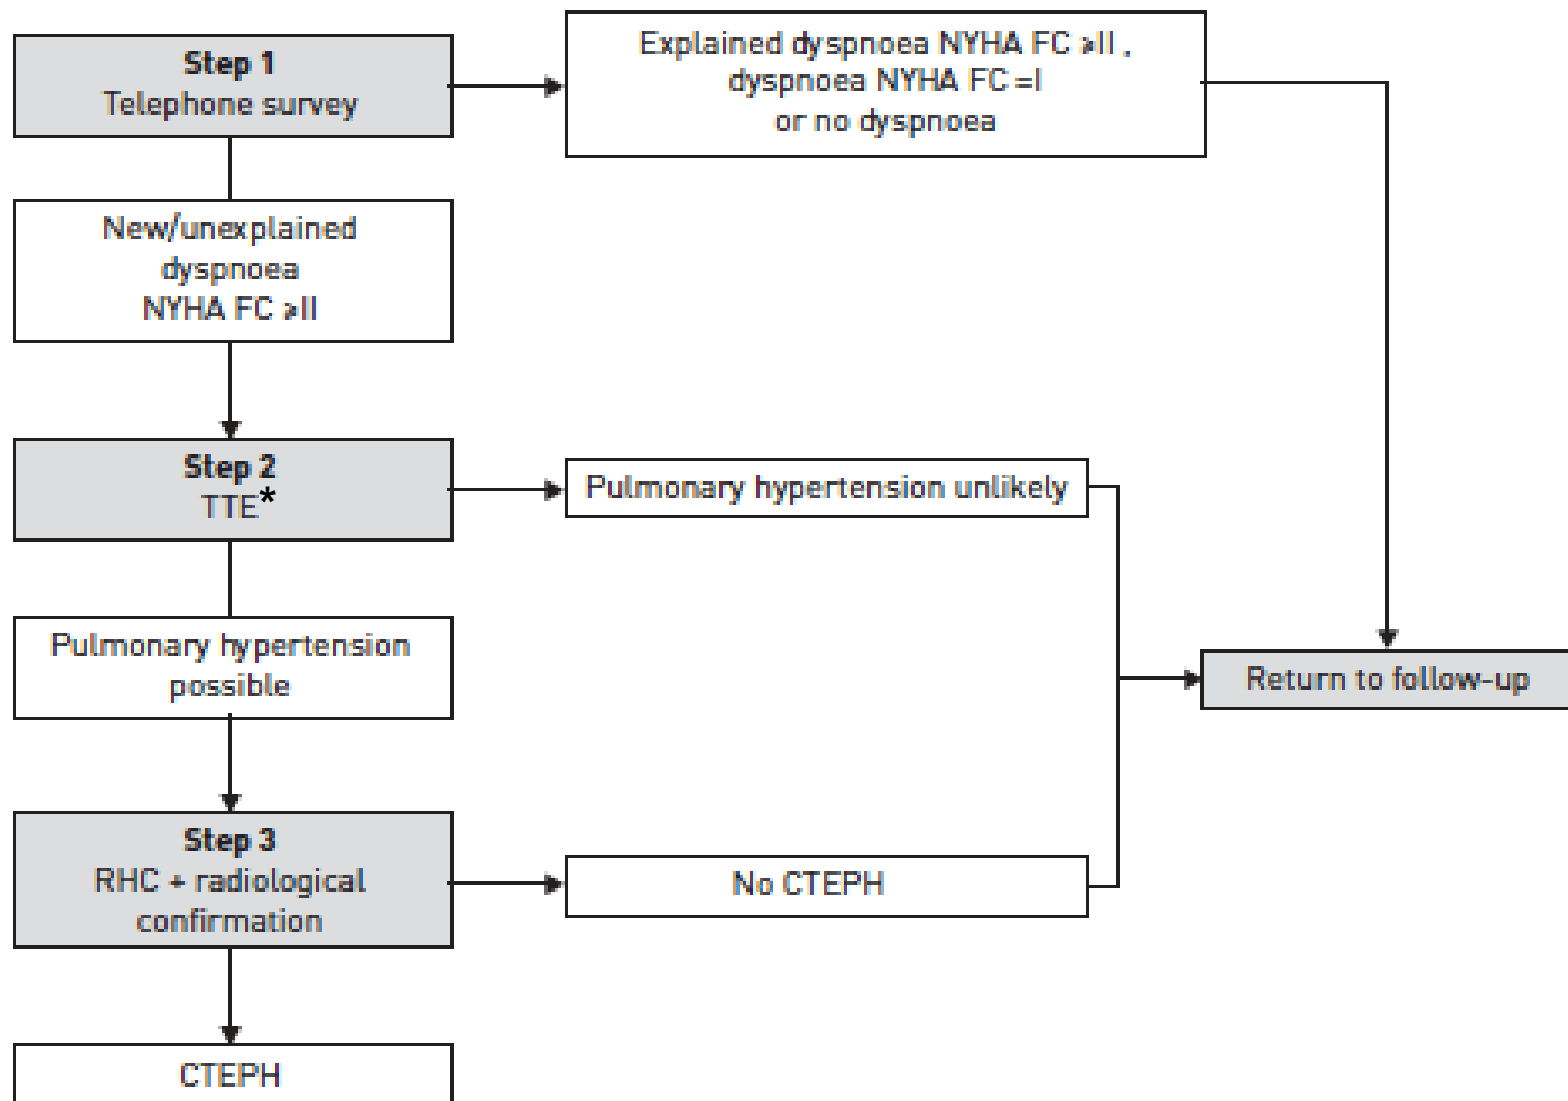 Step 1
Telephone survey
Explained dyspnoea NYHA FC ≥II ,
dyspnoea NYHA FC =I
or no dyspnoea
New/unexplained
dyspnoea
NYHA FC ≥II
Step 2
TTE*
Pulmonary hypertension unlikely
Pulmonary hypertension
possible
Return to follow-up
Step 3
RHC + radiological
confirmation
No CTEPH
CTEPH